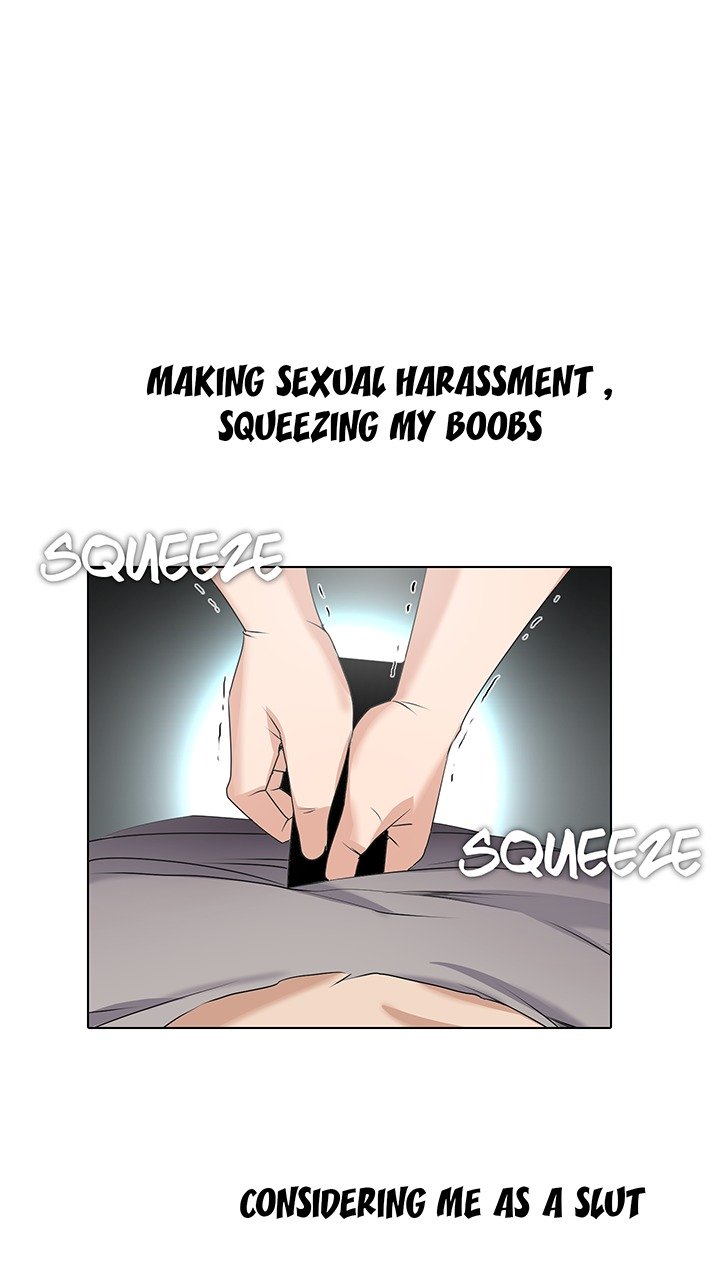 MAKING SEXUAL HARASSMENT ,
SQUEEZING MY BOOBS
SQUEEZE
SQUEEZE
CONSIDERING ME AS A SLUT